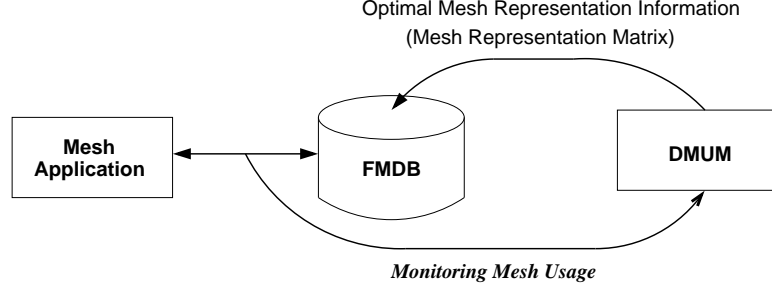 Optimal Mesh Representation Information
(Mesh Representation Matrix)
Mesh
Application
FMDB
DMUM
Monitoring Mesh Usage